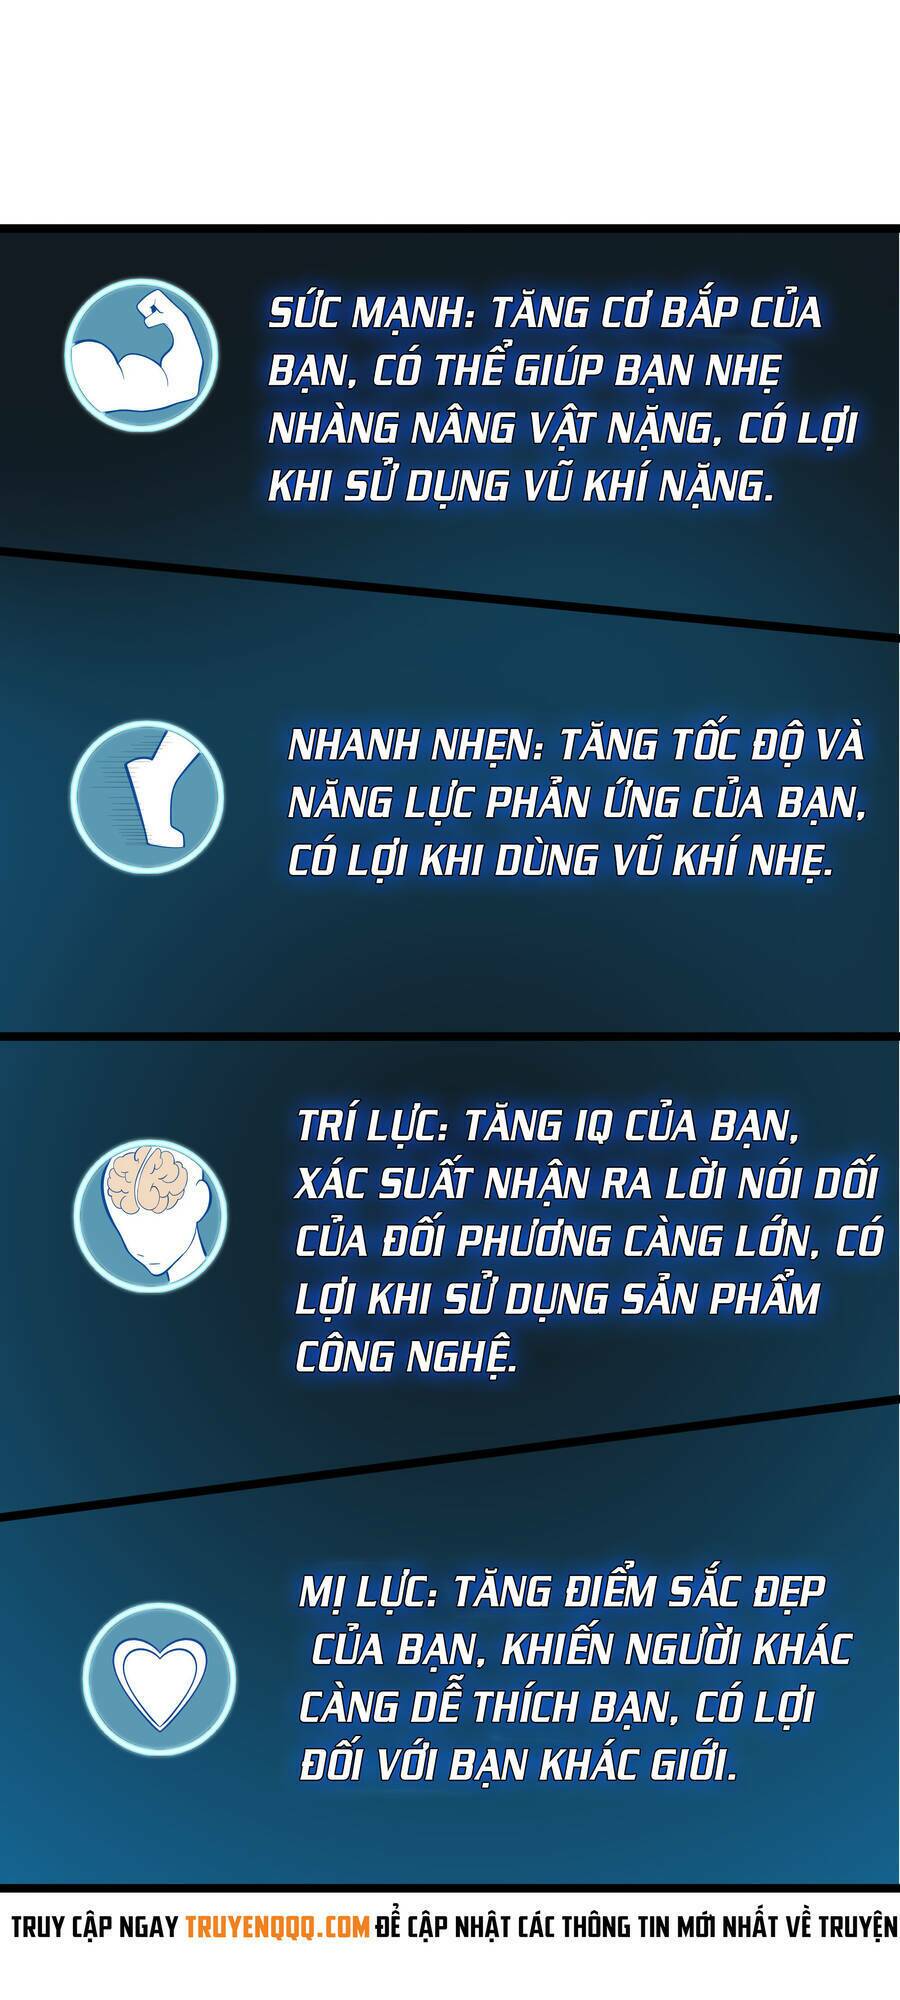 SỨC MẠNH: TĂNG CƠ BẮP CỦA
BẠN, CÓ THỂ GIÚP BẠN NHẸ
NHÀNG NÂNG VẬT NẶNG, CÓ LỢI
KHI SỬ DỤNG VŨ KHÍ NẶNG.
NHANH NHẸN: TĂNG TỐC ĐỘ VÀ
NĂNG LỰC PHẢN ỨNG CỦA BẠN,
CÓ LỢI KHI DÙNG VŨ KHÍ NHẸ.
TRÍ LỰC: TĂNG IQ CỦA BẠN,
XÁC SUẤT NHẬN RA LỜI NÓI DỐI
CỦA ĐỐI PHƯƠNG CÀNG LỚN, CÓ
LỢI KHI SỬ DỤNG SẢN PHẨM
CÔNG NGHỆ.
MỊ LỰC: TĂNG ĐIỂM SẮC ĐẸP
CỦA BẠN, KHIẾN NGƯỜI KHÁC
CÀNG DỄ THÍCH BẠN, CÓ LỢI
ĐỐI VỚI BẠN KHÁC GIỚI.
TRUY CẬP NGAY TRUYENQQQ.COM ĐỂ CẬP NHẬT CÁC THÔNG TIN MỚI NHẤT VỀ TRUYỆN